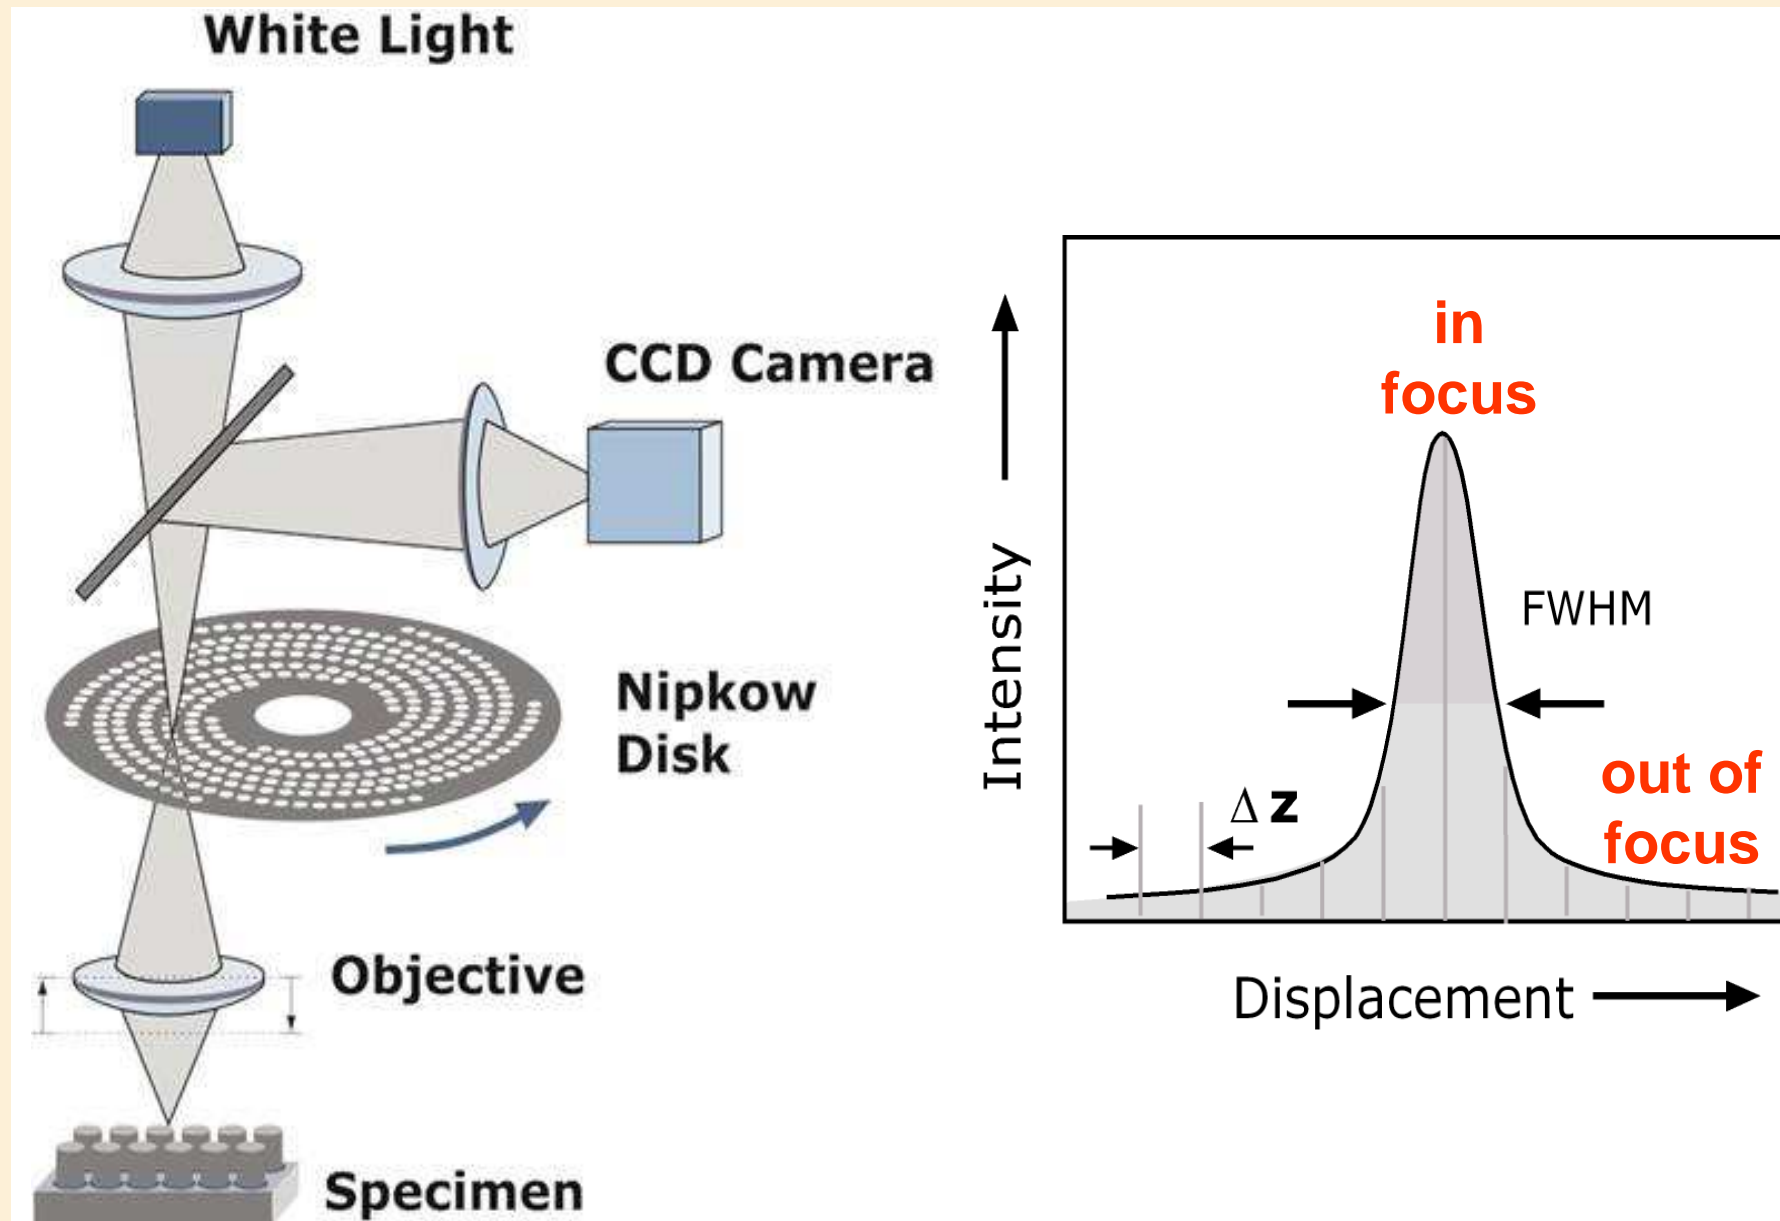 White Light
CCD Camera
Nipkow
Disk
Objective
Specimen
Intensity
in
focus
FWHM
out of
focus
Δ z
Displacement